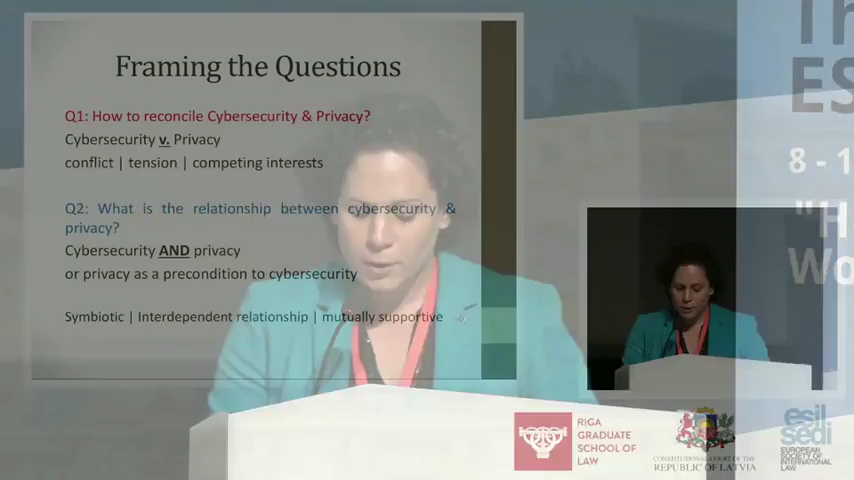 Framing the Questions
Q1: How to reconcile Cybersecurity & Privacy?
Cybersecurity v. Privacy
conflict | tension | competing interests
Q2: What is the relationship between cybersecurity &
privacy?
Cybersecurity AND privacy
or privacy as a precondition to cybersecurity
Symbiotic | Interdependent relationship | mutually supportive
Th
ES
8 - 1
"H
Wo
RIGA
GRADUATE
SCHOOL OF
LAW
CONSTITUTIONAL COURT OF THE
REPUBLIC OF LATVIA
esil
sedi
EUROPEAN
SOCIETY OF
INTERNATIONAL
LAW